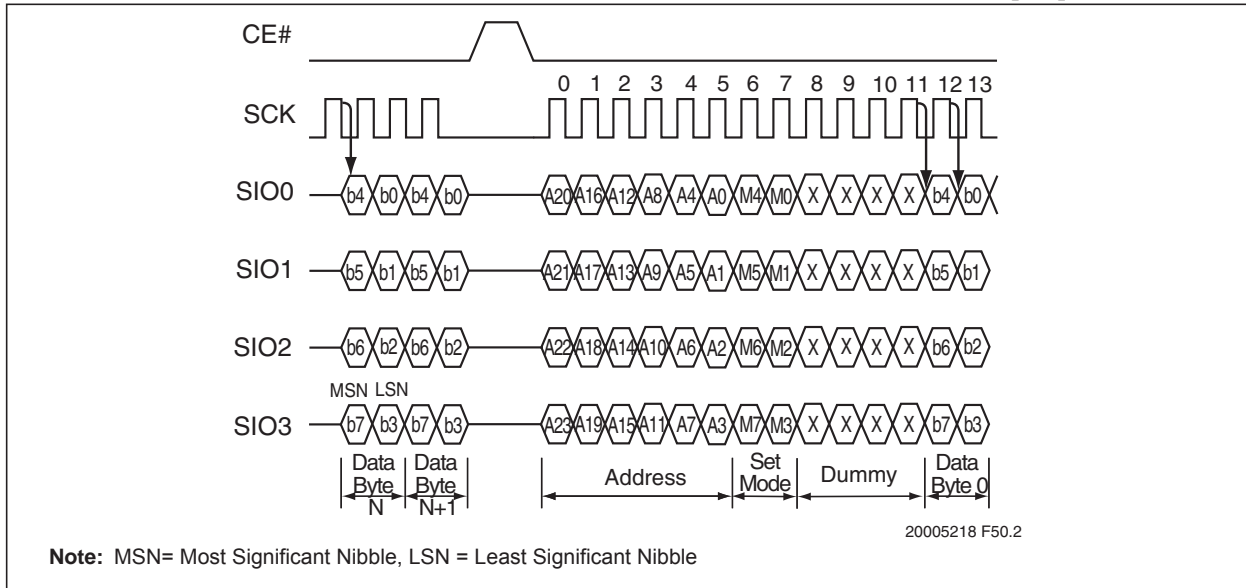 CE#
0 1 2 3 4 5 6 7 8 9 10 11 12 13
SCK
SIO0 b4 b0 b4 b0 A20 A16 A12 A8 A4 A0 M4 M0 X X X X b4 b0
SIO1 b5 b1 b5 b1 A21 A17 A13 A9 A5 A1 M5 M1 X X X X b5 b1
SIO2 b6 b2 b6 b2 A22 A18 A14 A10 A6 A2 M6 M2 X X X X b6 b2
MSN LSN
SIO3 b7 b3 b7 b3 A23 A19 A15 A11 A7 A3 M7 M3 X X X X b7 b3
Data Byte N
Data Byte N+1
Address
Set Mode
Dummy
Data Byte 0
20005218 F50.2
Note: MSN= Most Significant Nibble, LSN = Least Significant Nibble